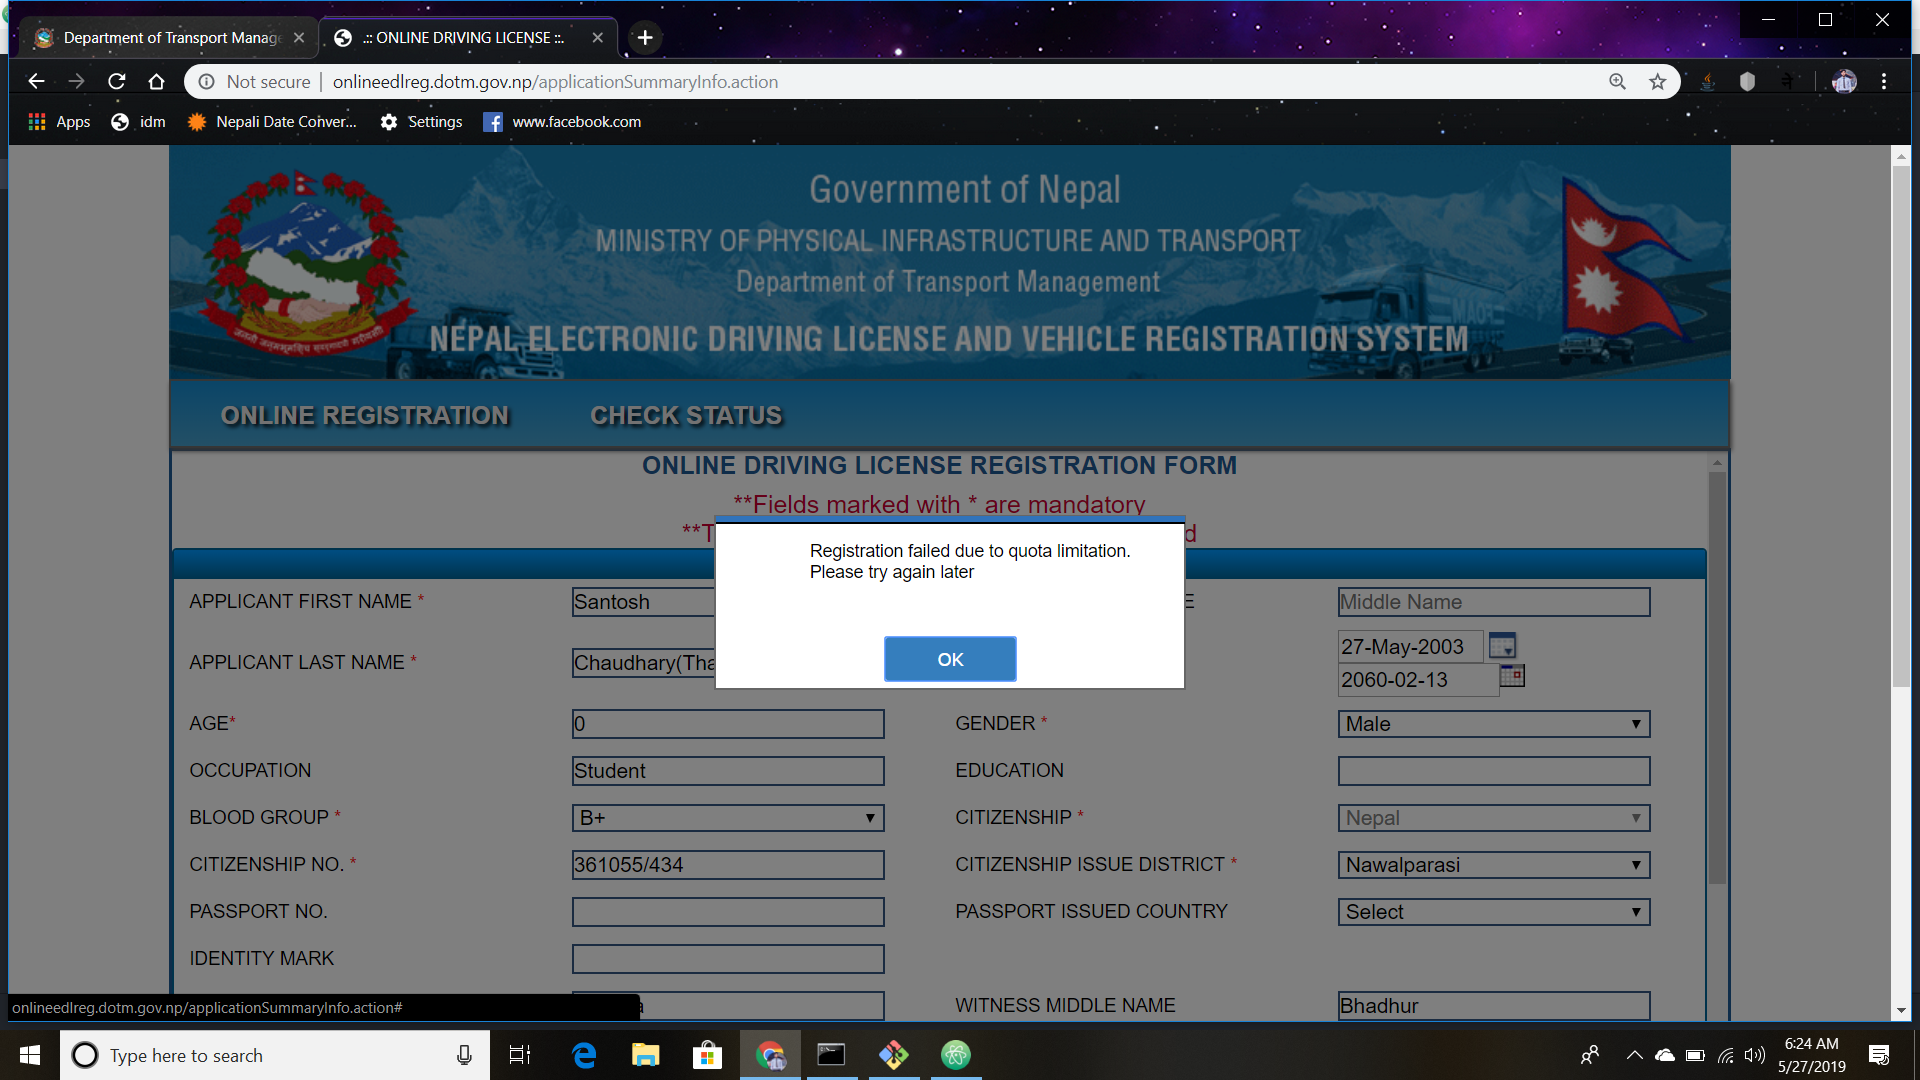 Department of Transport Manag
.:: ONLINE DRIVING LICENSE ::.
Not secure | onlineedlreg.dotm.gov.np/applicationSummaryInfo.action
Apps
idm
Nepali Date Conver...
Settings
www.facebook.com
Government of Nepal
MINISTRY OF PHYSICAL INFRASTRUCTURE AND TRANSPORT
Department of Transport Management
NEPAL ELECTRONIC DRIVING LICENSE AND VEHICLE REGISTRATION SYSTEM
ONLINE REGISTRATION
CHECK STATUS
ONLINE DRIVING LICENSE REGISTRATION FORM
**Fields marked with * are mandatory
**T
d
Registration failed due to quota limitation.
Please try again later
OK
APPLICANT FIRST NAME *
Santosh
E
Middle Name
APPLICANT LAST NAME *
Chaudhary(Tha
27-May-2003
2060-02-13
AGE*
0
GENDER *
Male
OCCUPATION
Student
EDUCATION
BLOOD GROUP *
B+
CITIZENSHIP *
Nepal
CITIZENSHIP NO. *
361055/434
CITIZENSHIP ISSUE DISTRICT *
Nawalparasi
PASSPORT NO.
PASSPORT ISSUED COUNTRY
Select
IDENTITY MARK
WITNESS MIDDLE NAME
Bhadhur
onlineedlreg.dotm.gov.np/applicationSummaryInfo.action#
Type here to search
6:24 AM
5/27/2019